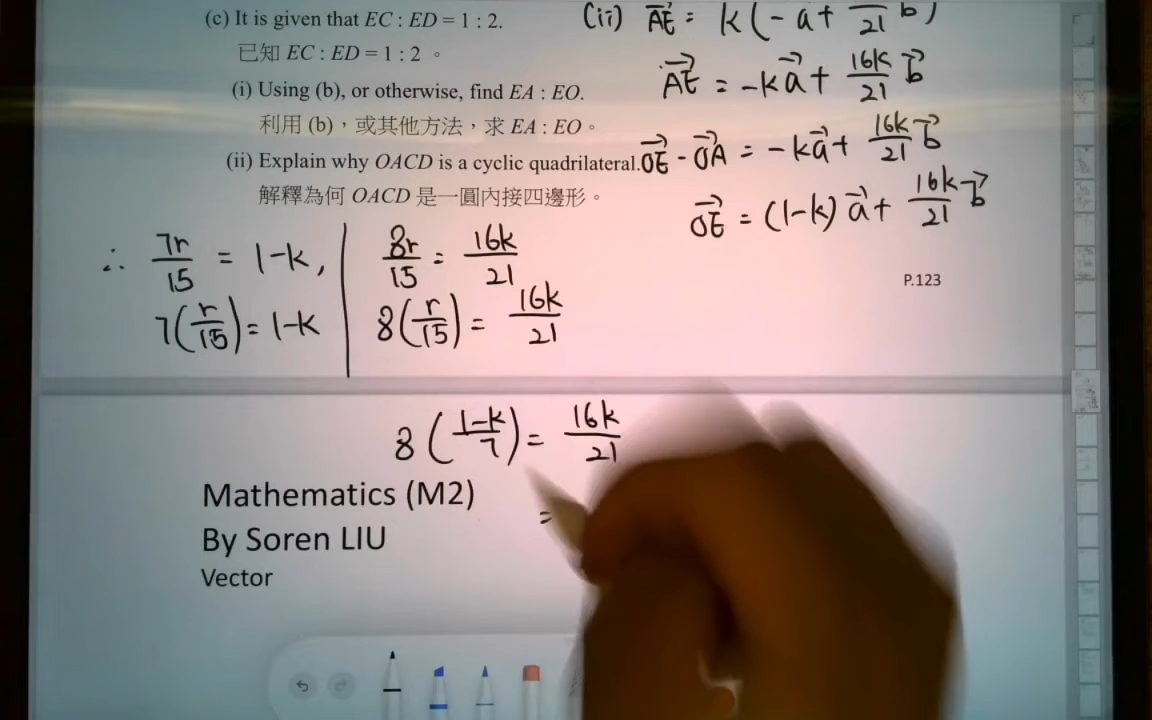 (c) It is given that EC : ED = 1 : 2.
已知 EC : ED = 1 : 2 。
(i) Using (b), or otherwise, find EA : EO.
利用 (b)，或其他方法，求 EA : EO。
(ii) Explain why OACD is a cyclic quadrilateral.
解釋為何 OACD 是一圓內接四邊形。
(ii) AE = k(-a + /21 b)
AE = -ka + 16k/21 b
OE - OA = -ka + 16k/21 b
OE = (1-k) a + 16k/21 b
∴ 7r/15 = 1-k,
7(r/15) = 1-k
8r/15 = 16k/21
8(r/15) = 16k/21
P.123
8(1-k/7) = 16k/21
=
Mathematics (M2)
By Soren LIU
Vector